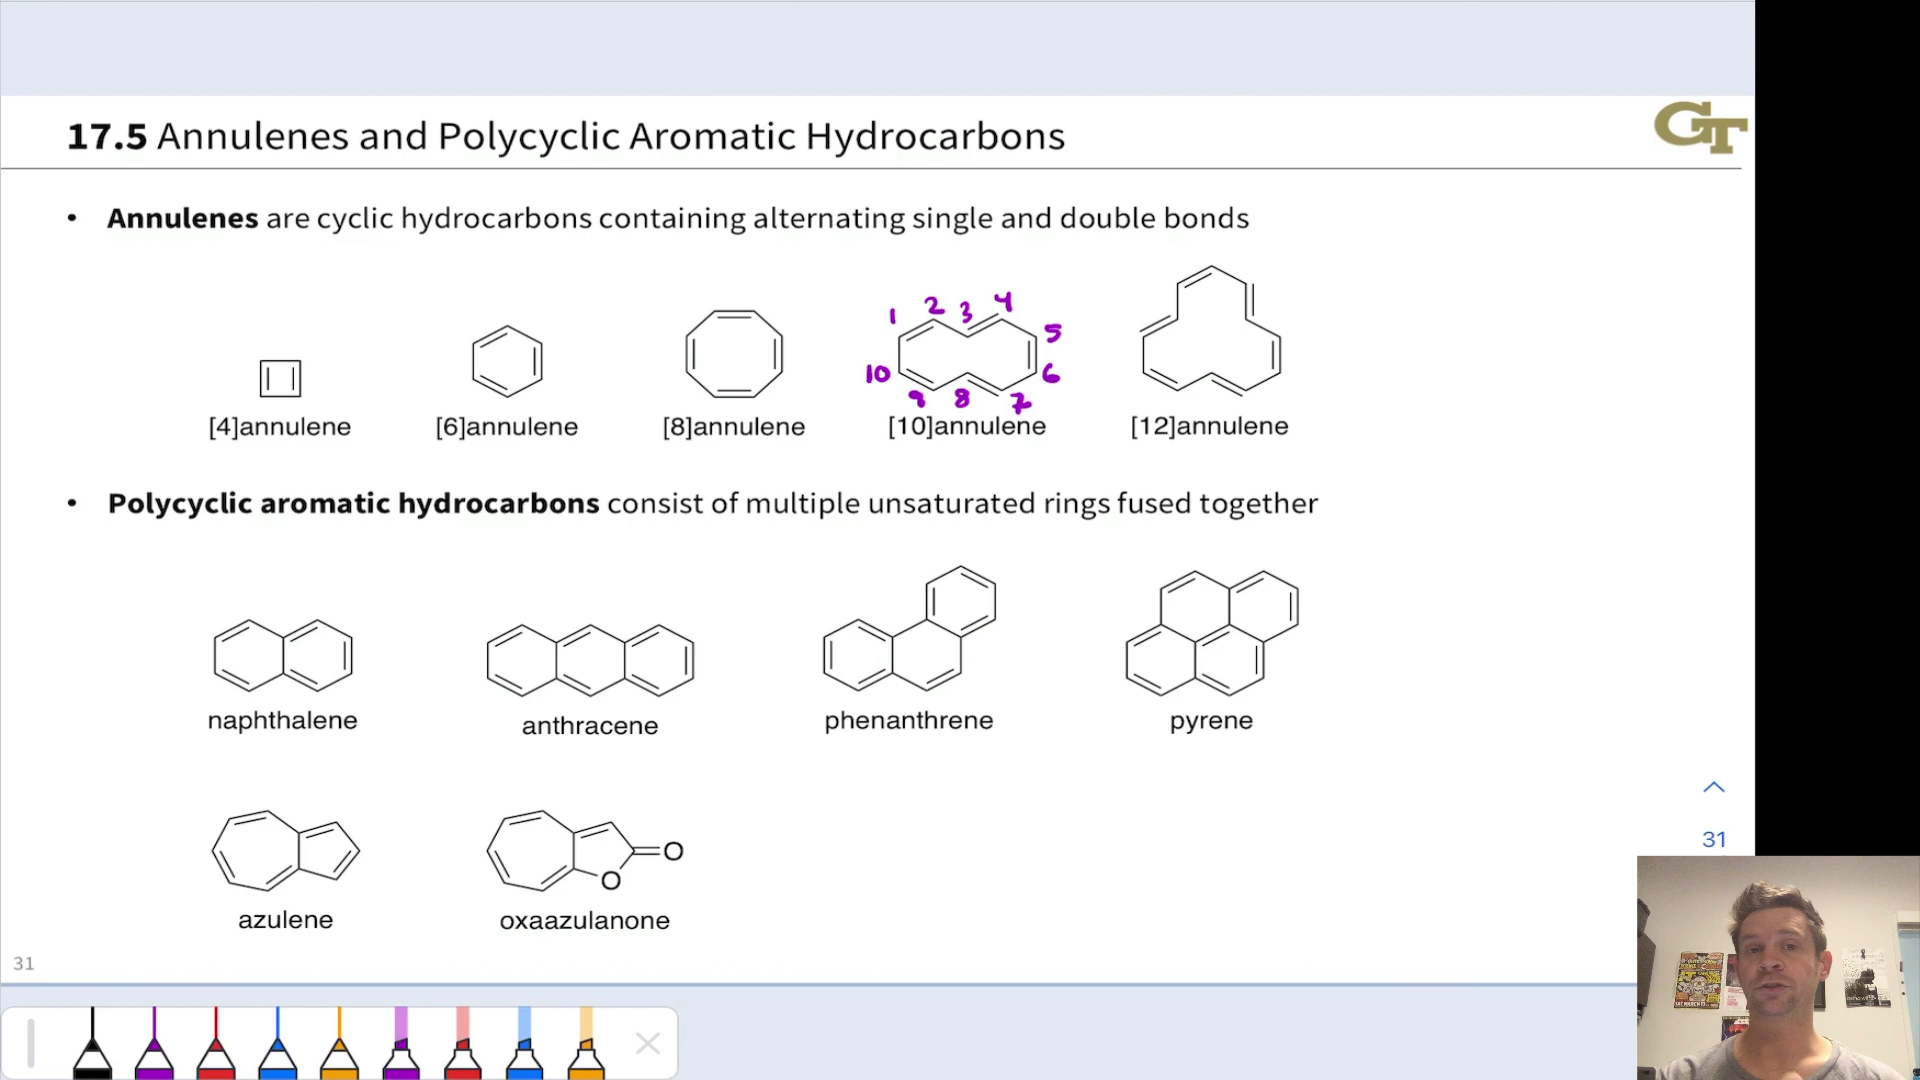 17.5 Annulenes and Polycyclic Aromatic Hydrocarbons
GT
• Annulenes are cyclic hydrocarbons containing alternating single and double bonds
1 2 3 4 5
10 9 8 7 6
[4]annulene [6]annulene [8]annulene [10]annulene [12]annulene
• Polycyclic aromatic hydrocarbons consist of multiple unsaturated rings fused together
naphthalene anthracene phenanthrene pyrene
O
O
azulene oxaazulanone
31
31